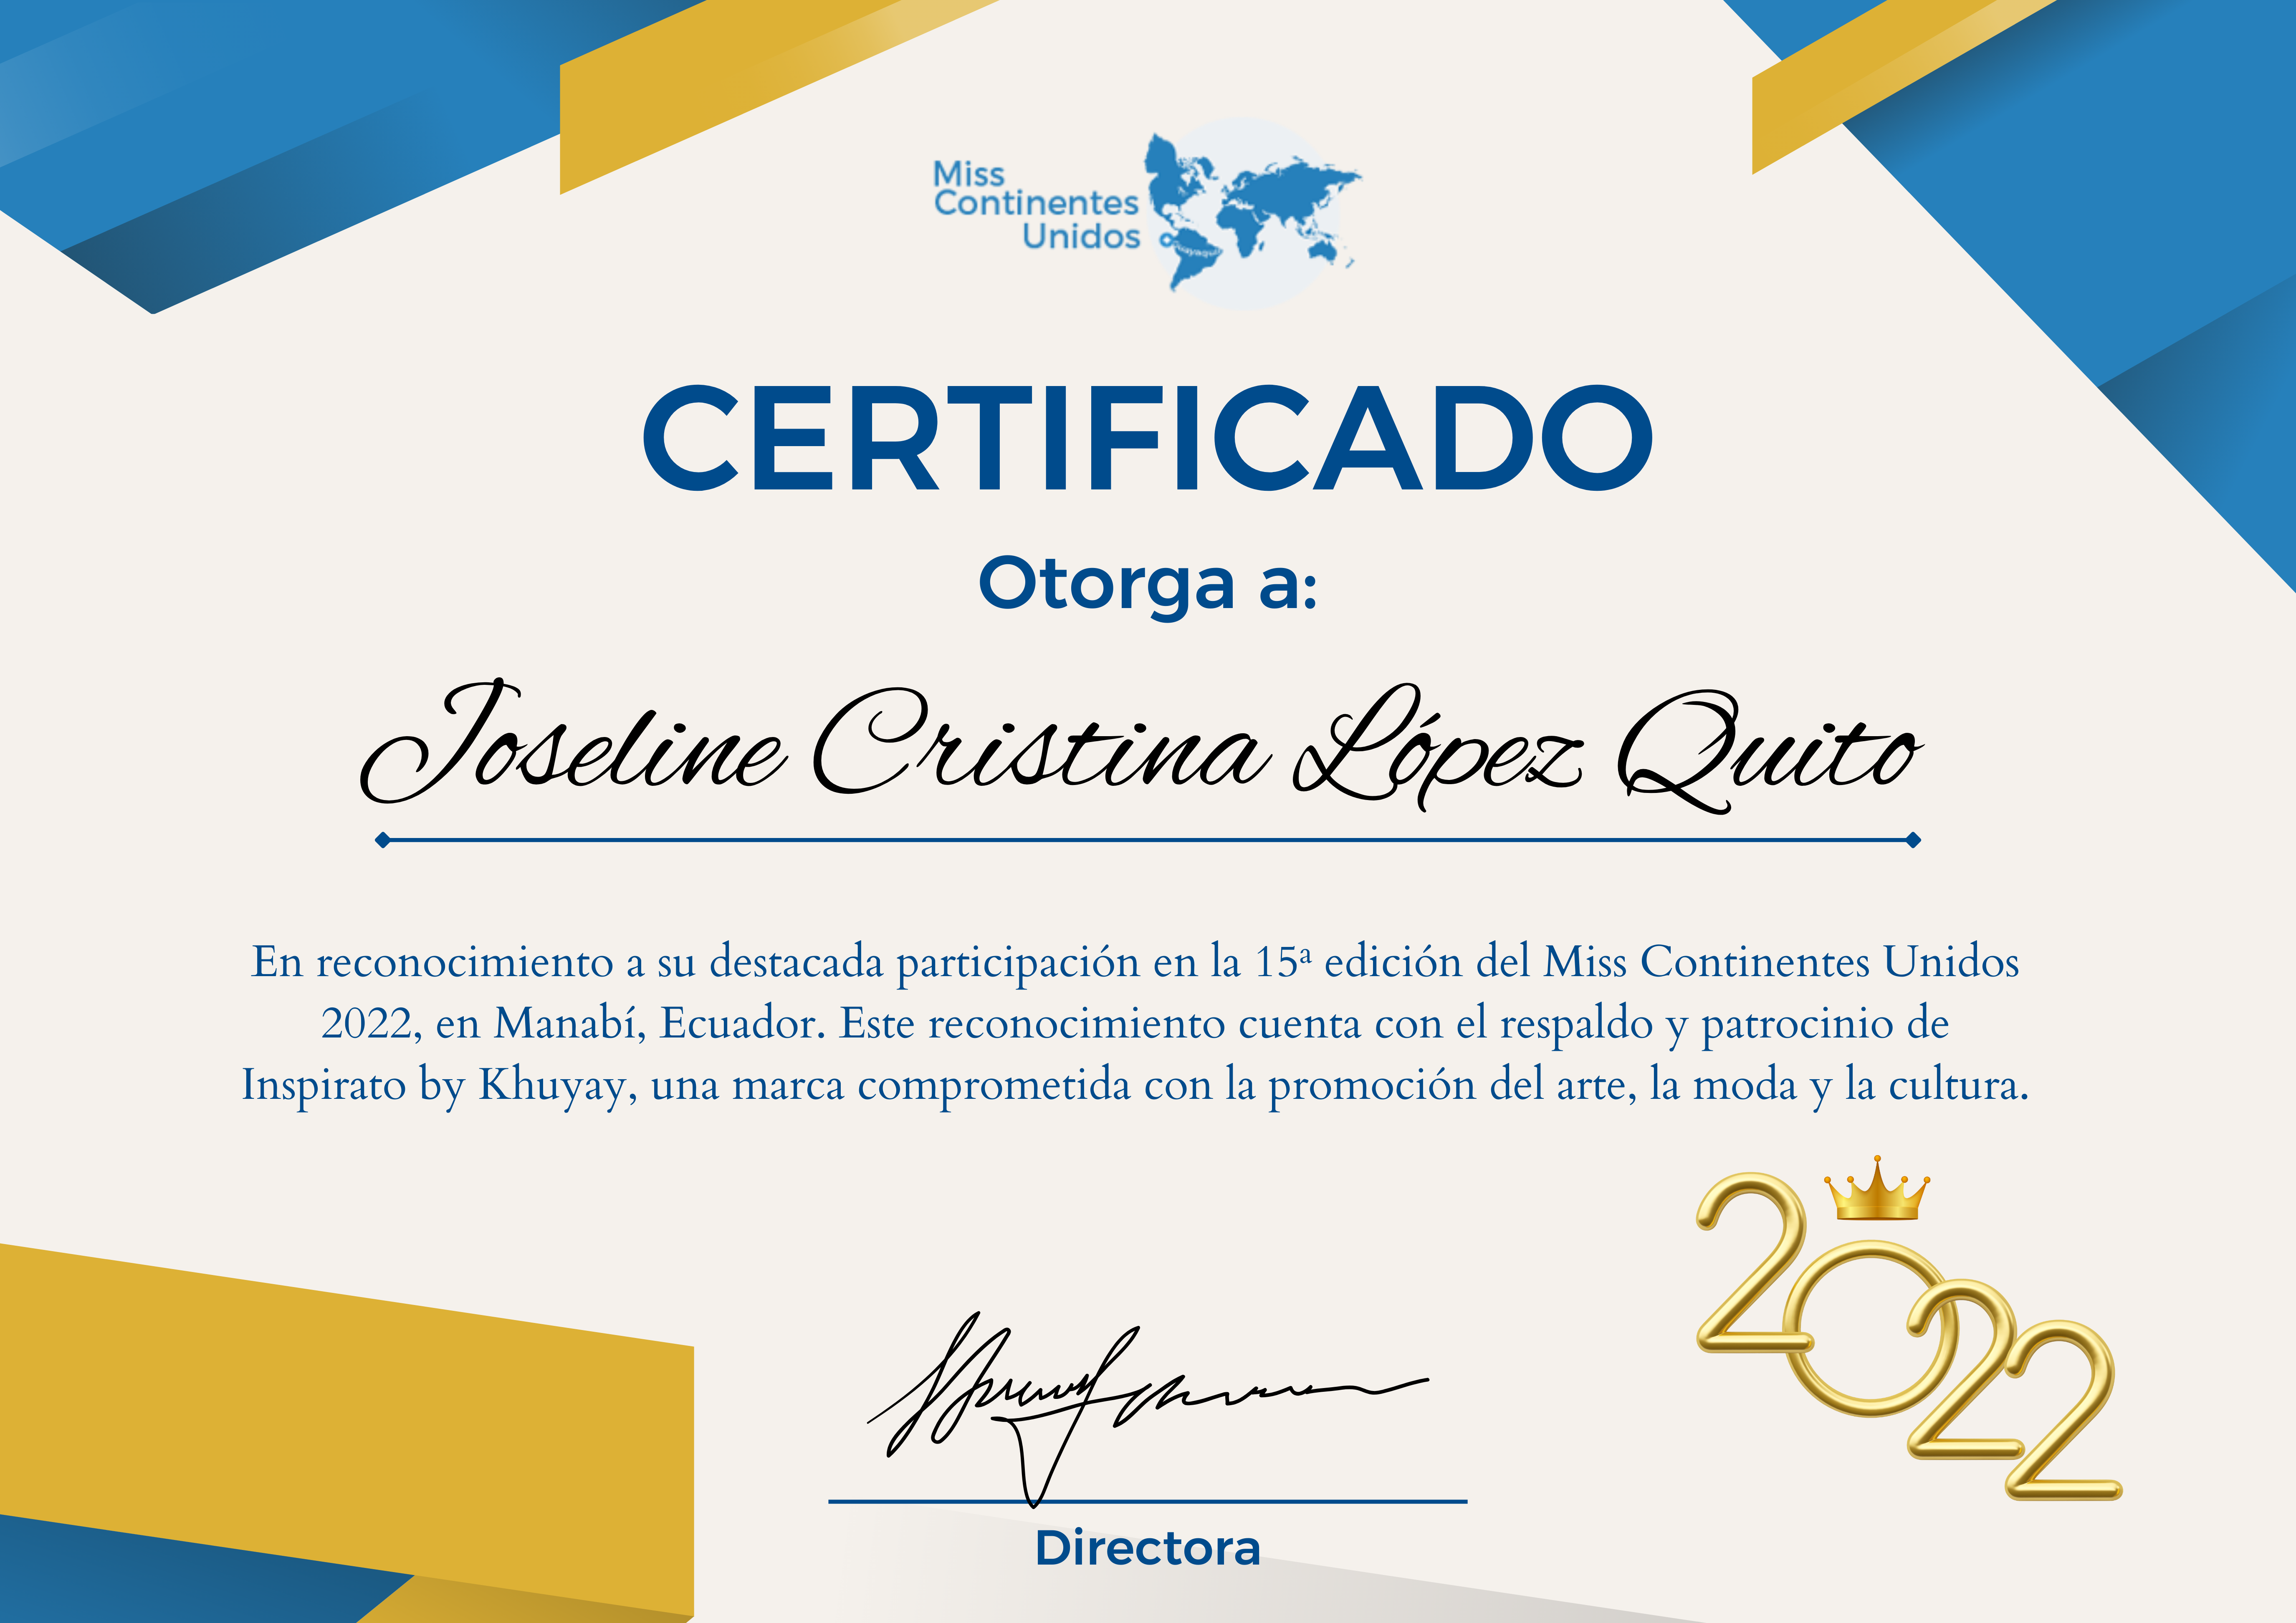 Miss
Continentes
Unidos
CERTIFICADO
Otorga a:
Joseline Cristina López Quito
En reconocimiento a su destacada participación en la 15ª edición del Miss Continentes Unidos
2022, en Manabí, Ecuador. Este reconocimiento cuenta con el respaldo y patrocinio de
Inspirato by Khuyay, una marca comprometida con la promoción del arte, la moda y la cultura.
2022
Directora